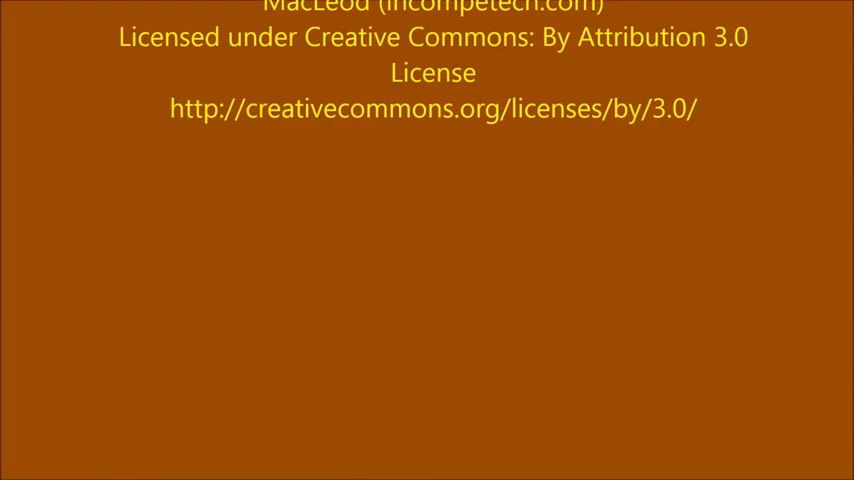 MacLeod (incompetech.com)
Licensed under Creative Commons: By Attribution 3.0
License
http://creativecommons.org/licenses/by/3.0/